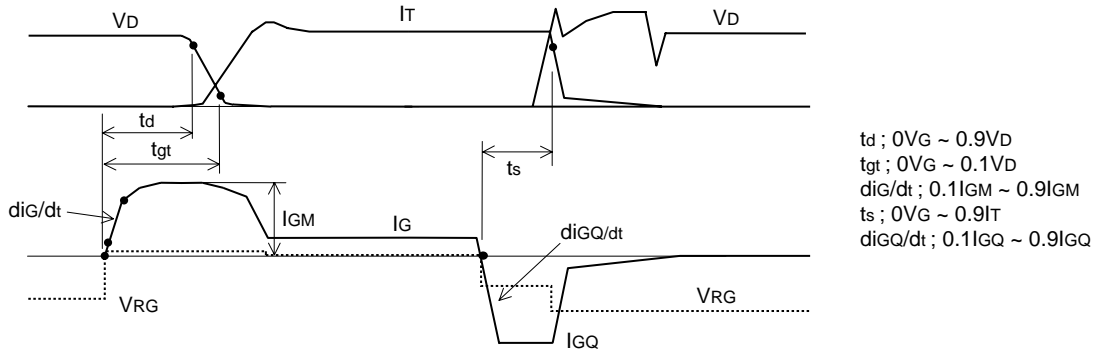 VD
IT
VD
td
tgt
ts
diG/dt
IGM
IG
diGQ/dt
VRG
VRG
IGQ
td ; 0VG ~ 0.9VD
tgt ; 0VG ~ 0.1VD
diG/dt ; 0.1IGM ~ 0.9IGM
ts ; 0VG ~ 0.9IT
diGQ/dt ; 0.1IGQ ~ 0.9IGQ